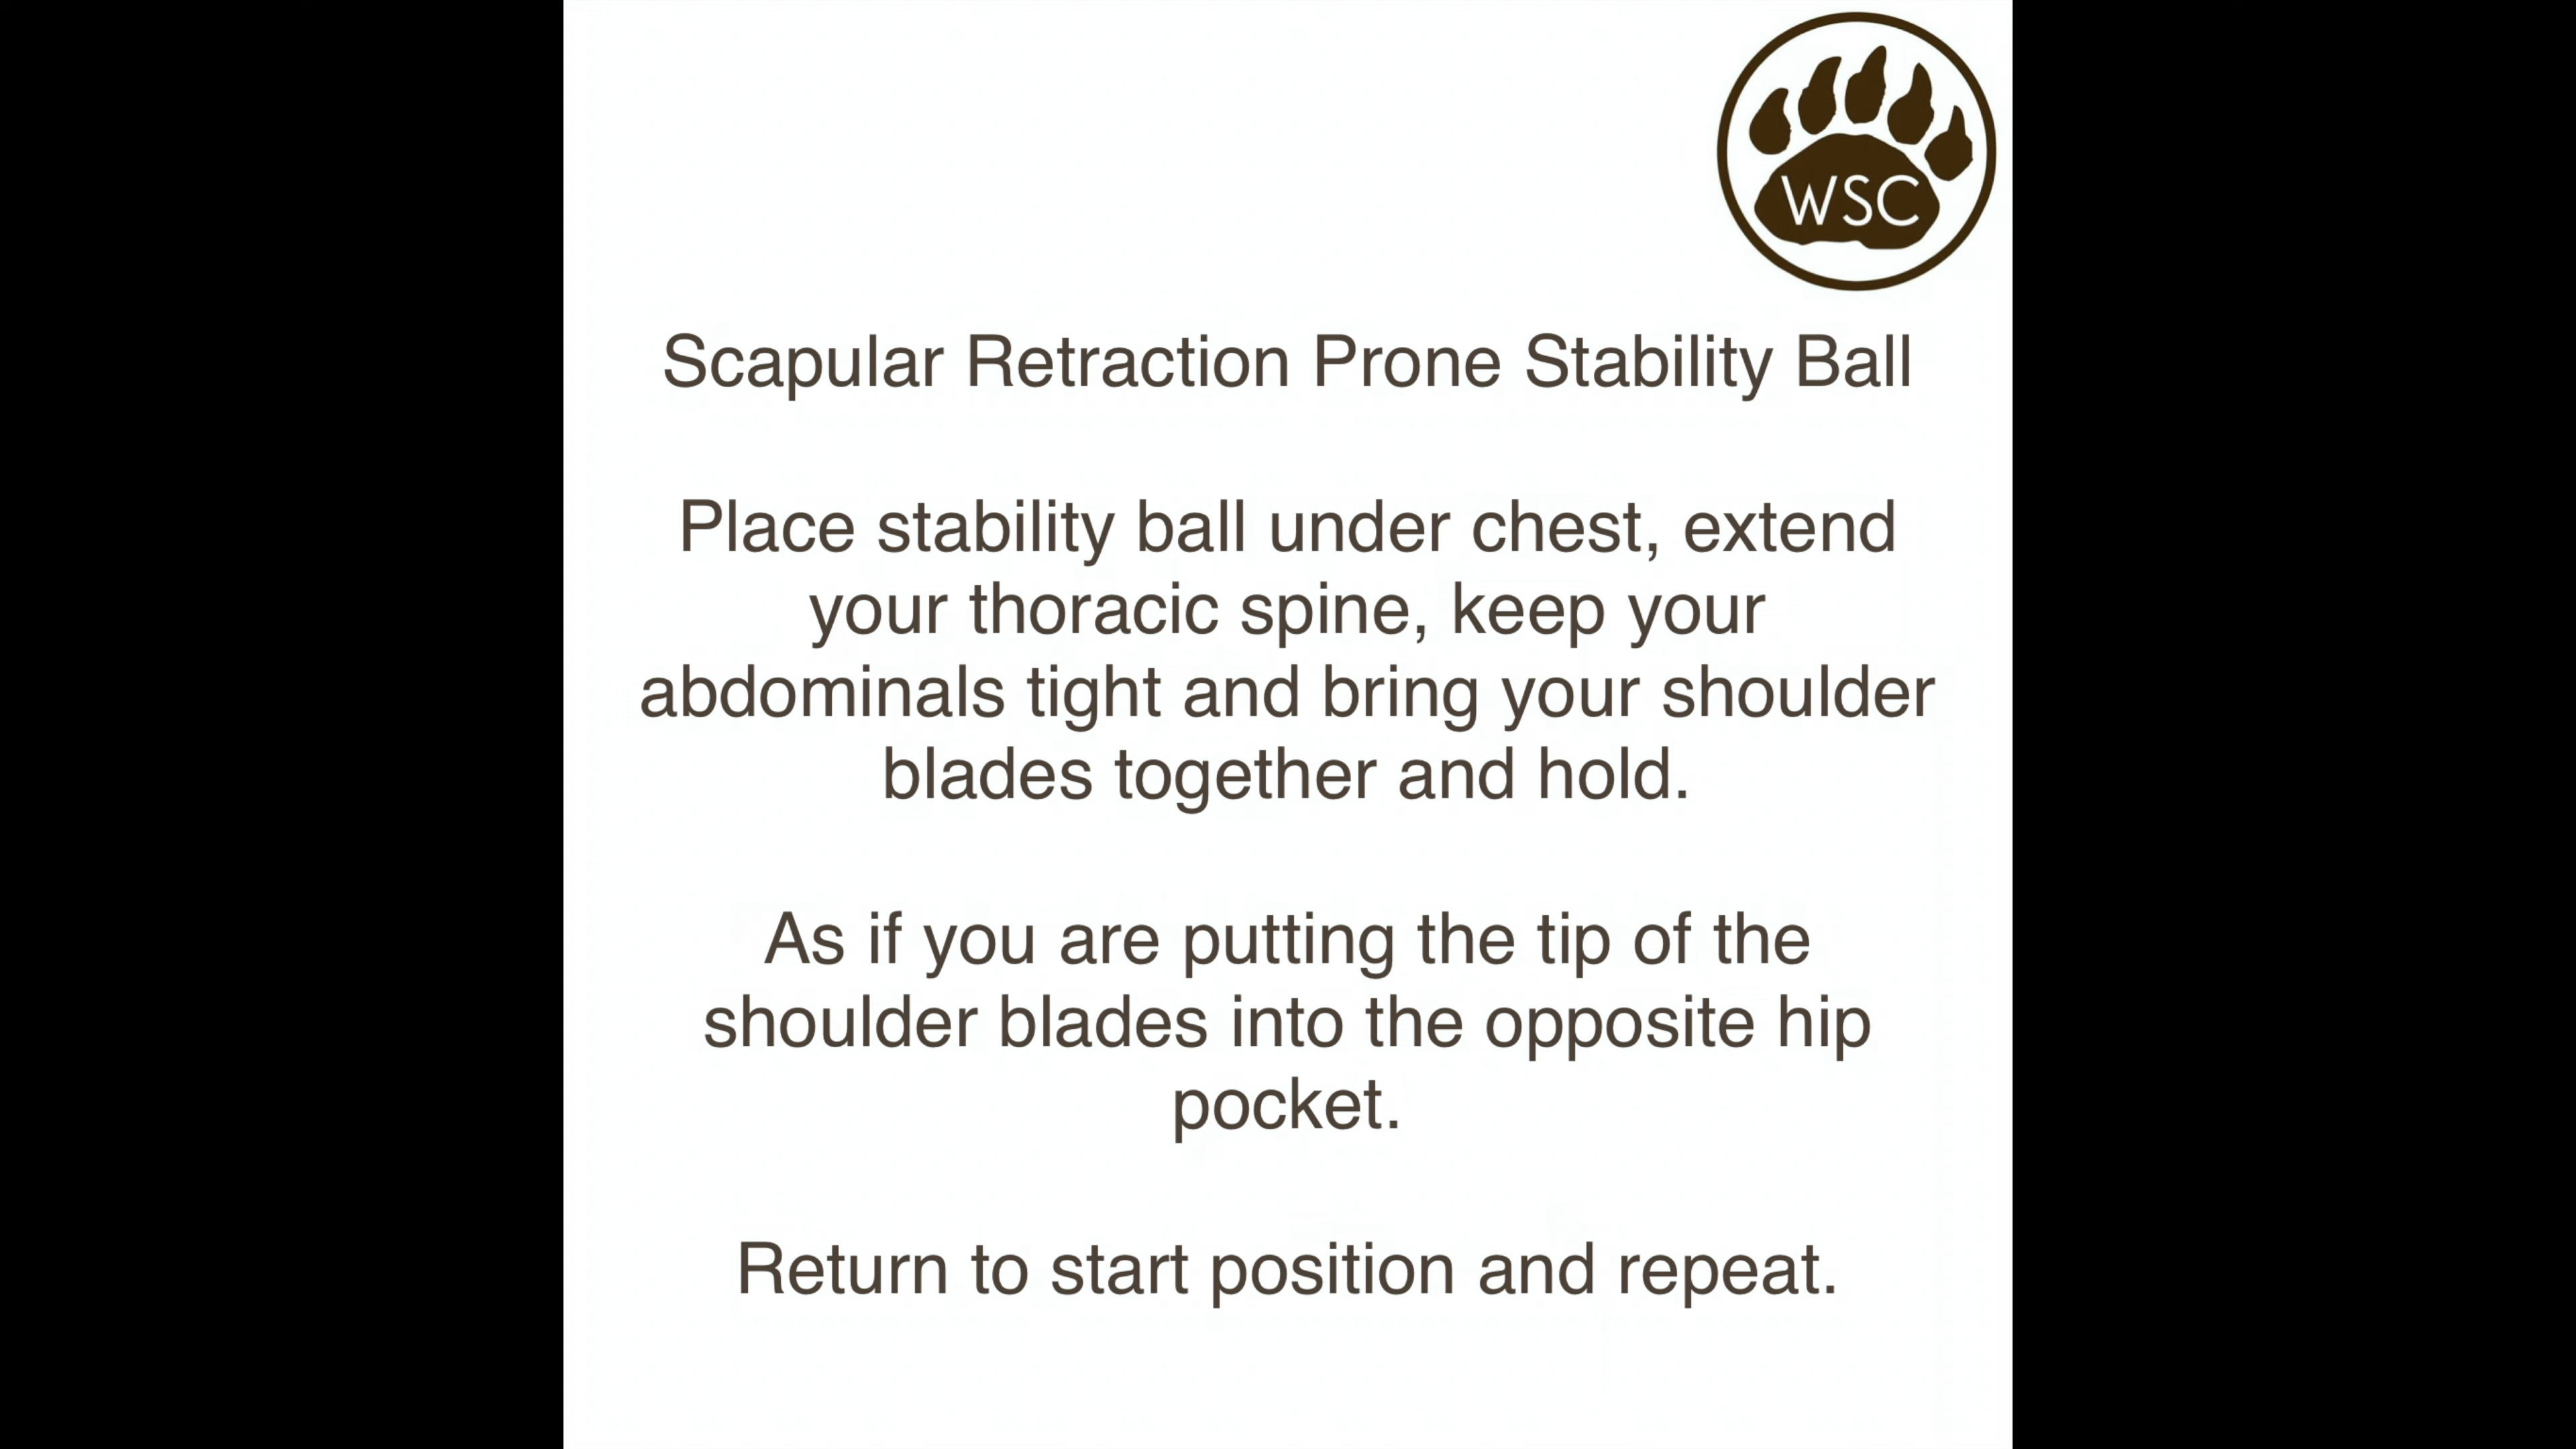 WSC
Scapular Retraction Prone Stability Ball
Place stability ball under chest, extend
your thoracic spine, keep your
abdominals tight and bring your shoulder
blades together and hold.
As if you are putting the tip of the
shoulder blades into the opposite hip
pocket.
Return to start position and repeat.